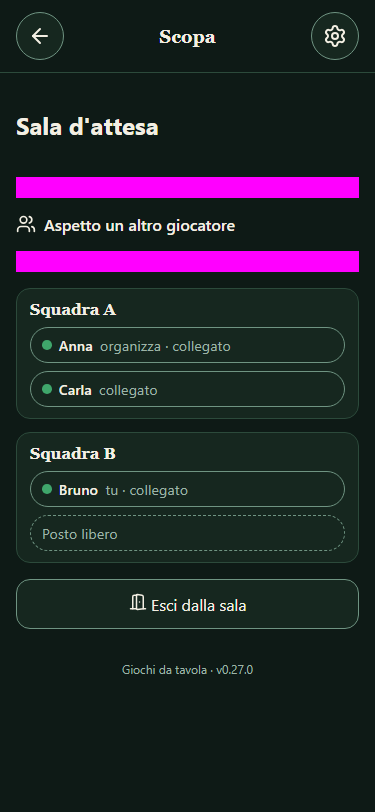 Scopa
Sala d'attesa
Aspetto un altro giocatore
Squadra A
Anna organizza · collegato
Carla collegato
Squadra B
Bruno tu · collegato
Posto libero
Esci dalla sala
Giochi da tavola · v0.27.0